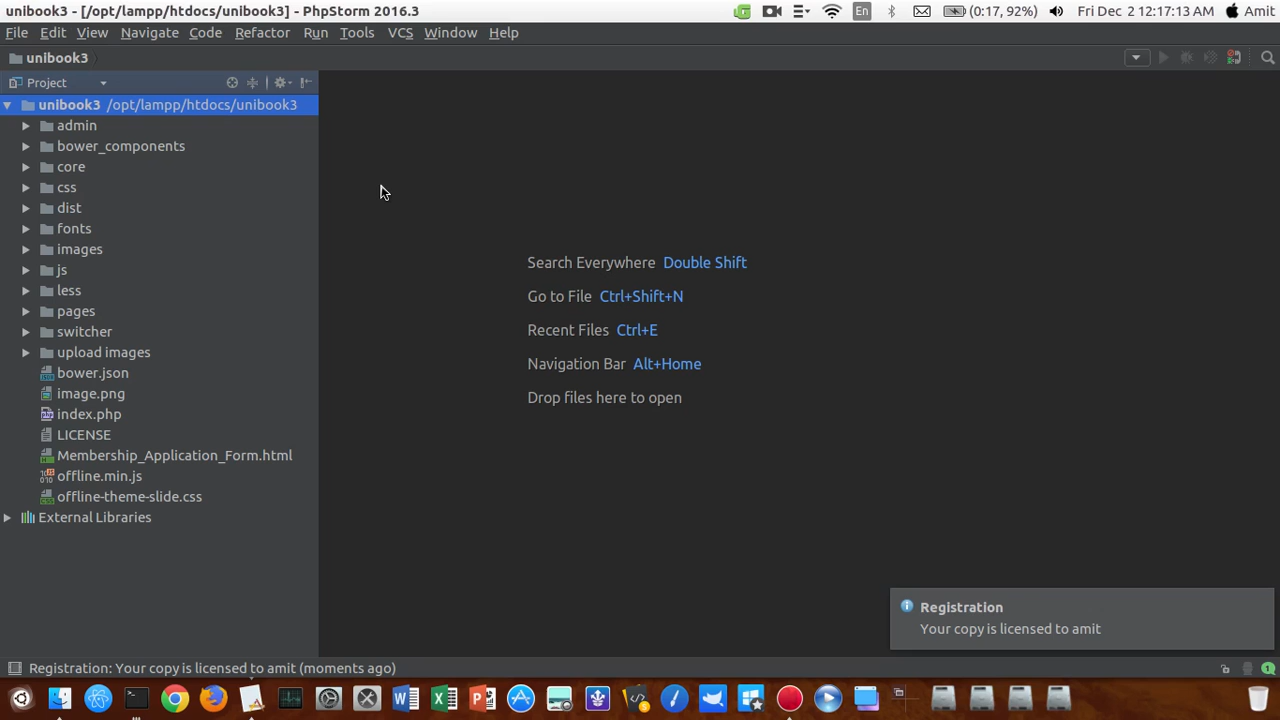 unibook3 - [/opt/lampp/htdocs/unibook3] - PhpStorm 2016.3
En
(0:17, 92%)
Fri Dec 2 12:17:13 AM
Amit
File Edit View Navigate Code Refactor Run Tools VCS Window Help
unibook3
Project
unibook3 /opt/lampp/htdocs/unibook3
admin
bower_components
core
css
dist
fonts
images
js
less
pages
switcher
upload images
bower.json
image.png
index.php
LICENSE
Membership_Application_Form.html
offline.min.js
offline-theme-slide.css
External Libraries
Search Everywhere Double Shift
Go to File Ctrl+Shift+N
Recent Files Ctrl+E
Navigation Bar Alt+Home
Drop files here to open
Registration
Your copy is licensed to amit
Registration: Your copy is licensed to amit (moments ago)
1